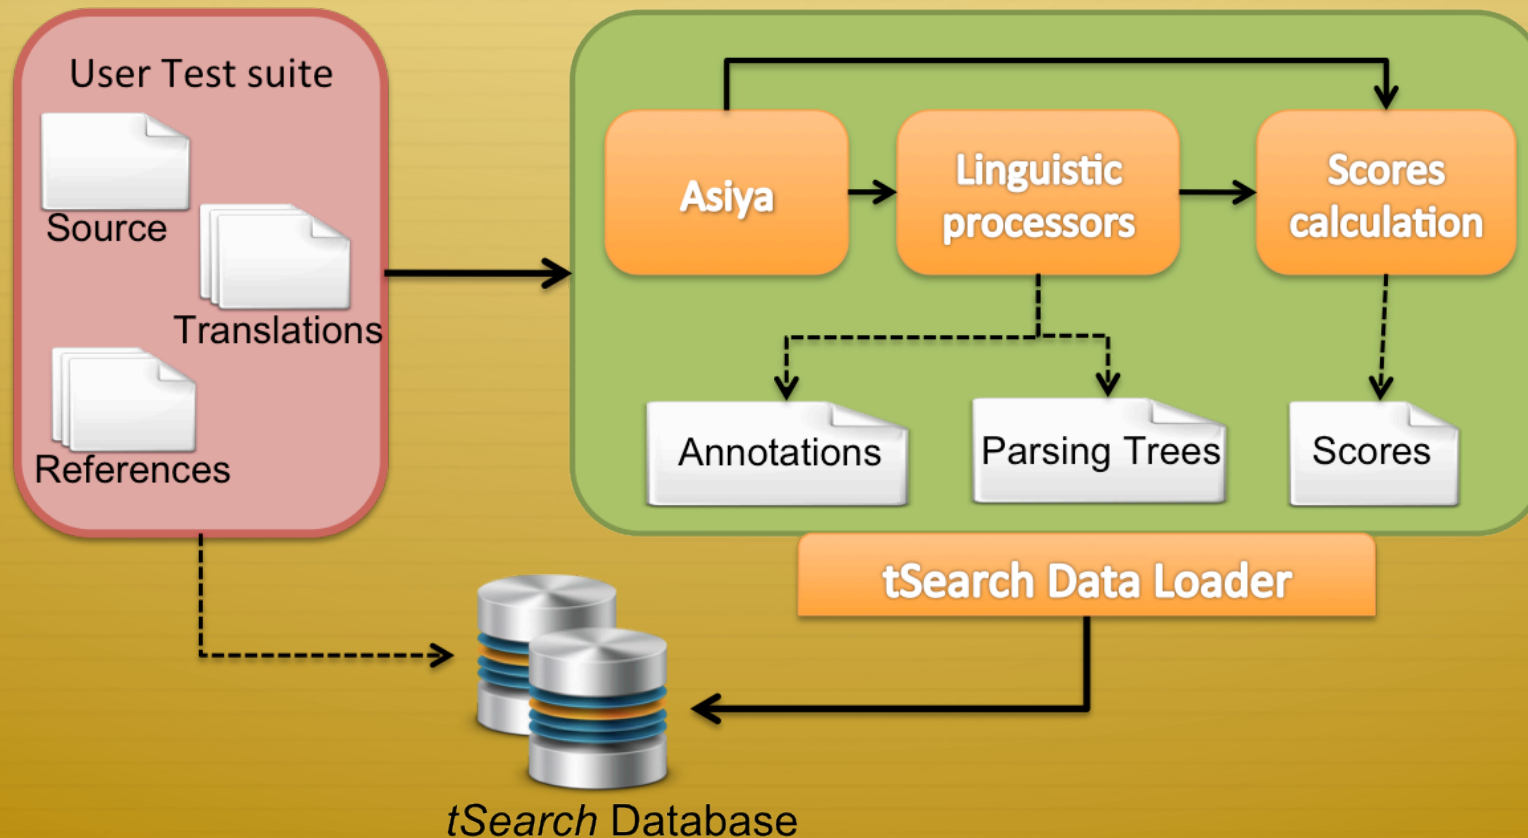 User Test suite
Source
Translations
References
Asiya
Linguistic
processors
Scores
calculation
Annotations
Parsing Trees
Scores
tSearch Data Loader
tSearch Database